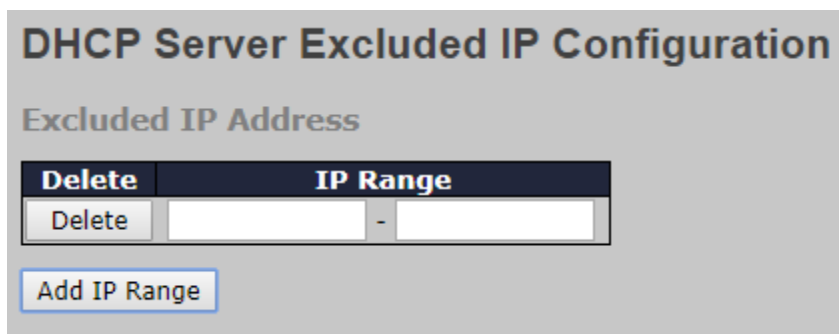 DHCP Server Excluded IP Configuration
Excluded IP Address
Delete IP Range
Delete -
Add IP Range